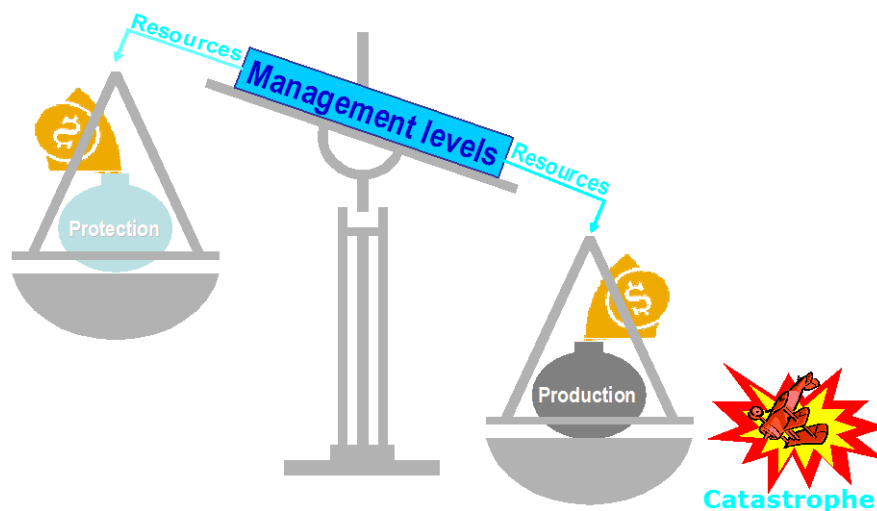 Resources
Management levels
Resources
$
Protection
$
Production
Catastrophe